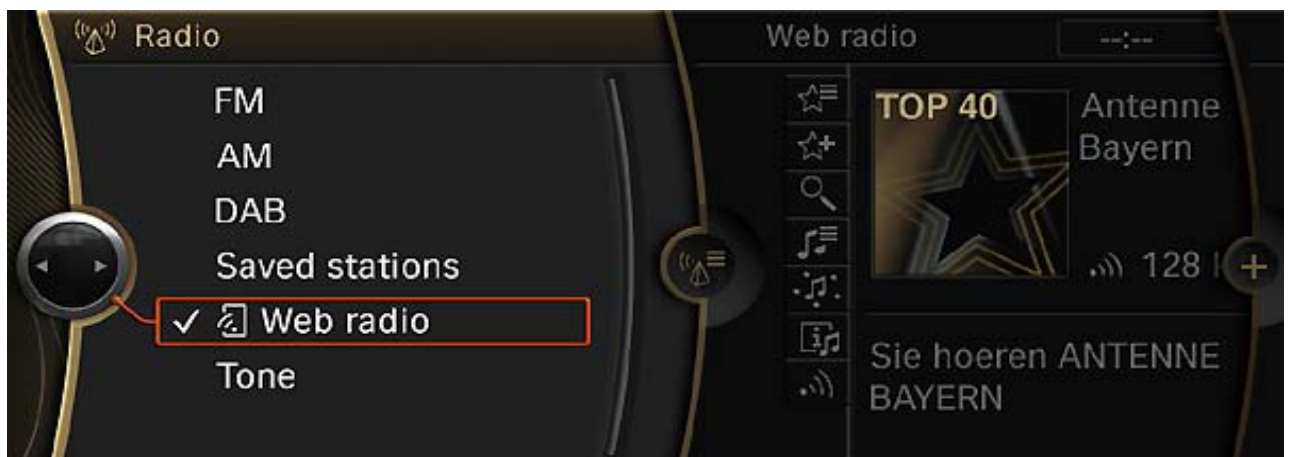 Radio
FM
AM
DAB
Saved stations
Web radio
Tone
Web radio
--:--
TOP 40
Antenne
Bayern
128
Sie hoeren ANTENNE
BAYERN